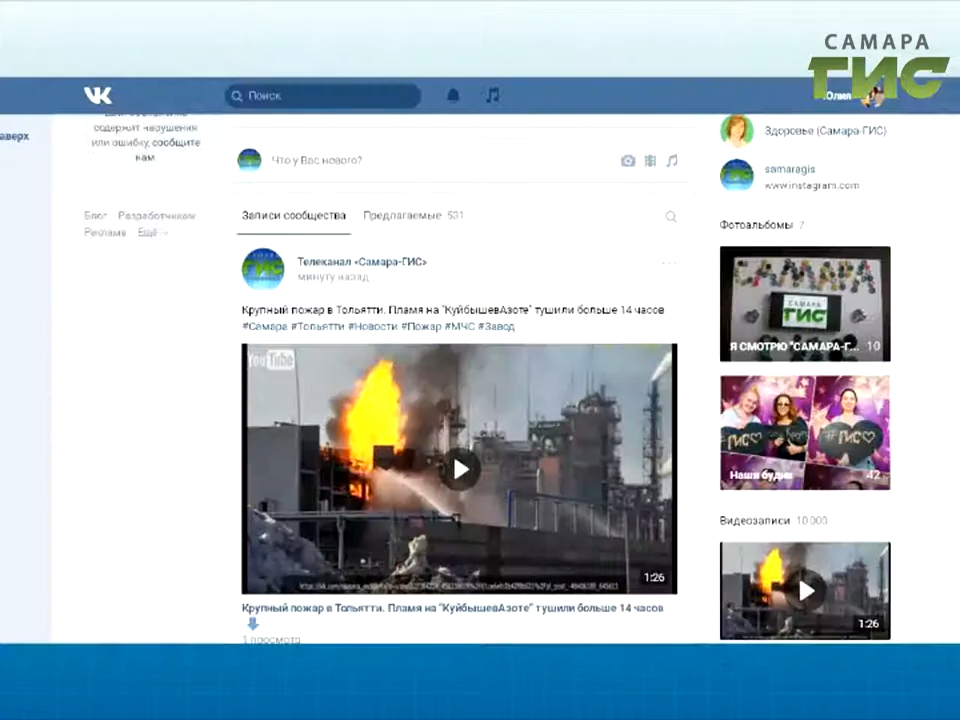 САМАРА
ГИС
Поиск
Юлия
аверх
содержит нарушения
или ошибку, сообщите
нам.
Что у Вас нового?
Здоровье (Самара-ГИС)
samaragis
www.instagram.com
Блог Разработчикам
Реклама Ещё
Записи сообщества Предлагаемые 531
Фотоальбомы 7
Телеканал «Самара-ГИС»
минуту назад
Крупный пожар в Тольятти. Пламя на "КуйбышевАзоте" тушили больше 14 часов
#Самара #Тольятти #Новости #Пожар #МЧС #Завод
YouTube
САМАРА
ГИС
Я СМОТРЮ "САМАРА-Г... 10
#ГИС
Наши будни 42
Видеозаписи 10 000
1:26
1:26
Крупный пожар в Тольятти. Пламя на "КуйбышевАзоте" тушили больше 14 часов
1 просмотр